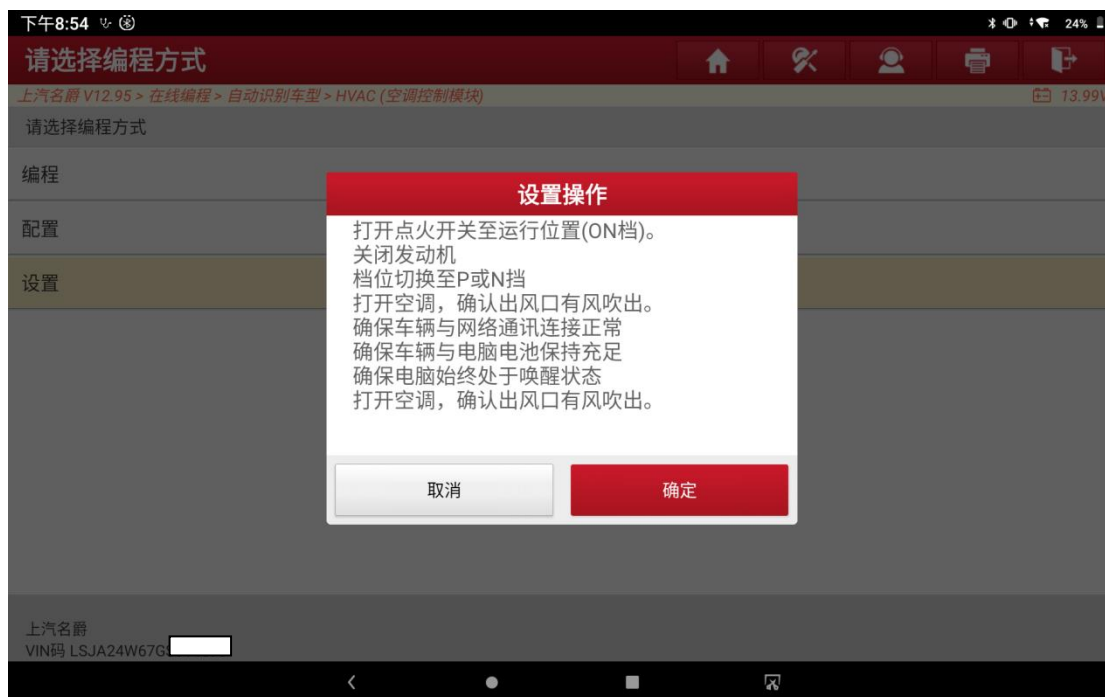 下午8:54 24%
请选择编程方式
上汽名爵 V12.95 > 在线编程 > 自动识别车型 > HVAC (空调控制模块) 13.99V
请选择编程方式
编程
配置
设置
设置操作
打开点火开关至运行位置(ON档)。
关闭发动机
档位切换至P或N挡
打开空调，确认出风口有风吹出。
确保车辆与网络通讯连接正常
确保车辆与电脑电池保持充足
确保电脑始终处于唤醒状态
打开空调，确认出风口有风吹出。
取消 确定
上汽名爵
VIN码 LSJA24W67G